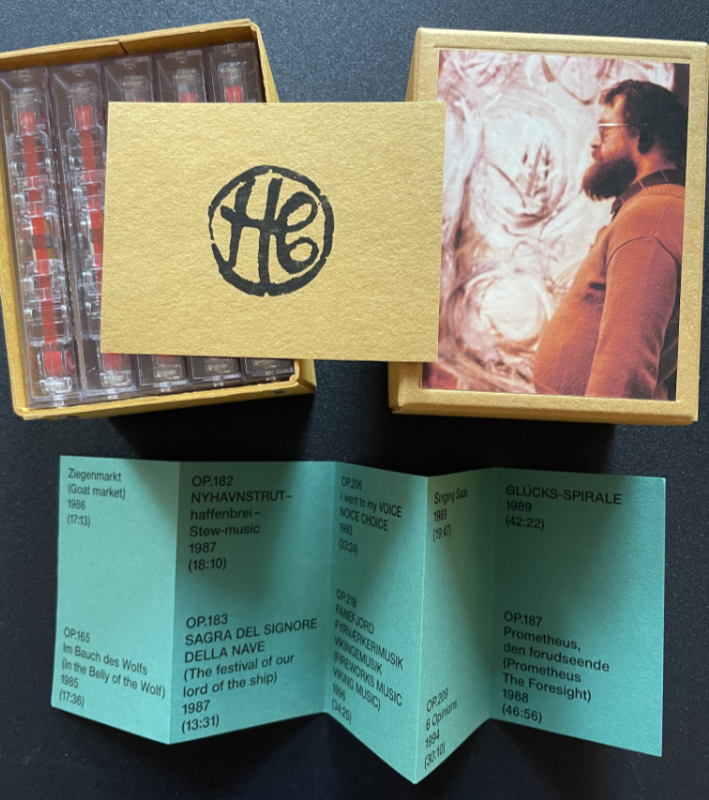 HC
Ziegenmarkt
(Goat market)
1986
(17:13)
OP.165
Im Bauch des Wolfs
(In the Belly of the Wolf)
1985
(17:36)
OP.182
NYHAVNSTRUT–
haffenbrei –
Stew-music
1987
(18:10)
OP.183
SAGRA DEL SIGNORE
DELLA NAVE
(The festival of our
lord of the ship)
1987
(13:31)
OP.206
I went to my VOICE
NOICE CHOICE
1993
(33:24)
OP.218
FANEFJORD
FYRVÆRKERIMUSIK
VIKINGEMUSIK
(FIREWORKS MUSIC
VIKING MUSIC)
1996
(34:25)
Singing Sade
1969
(19:47)
OP.209
6 Opinions
1994
(30:10)
GLÜCKS-SPIRALE
1989
(42:22)
OP.187
Prometheus,
den forudseende
(Prometheus
The Foresight)
1988
(46:56)